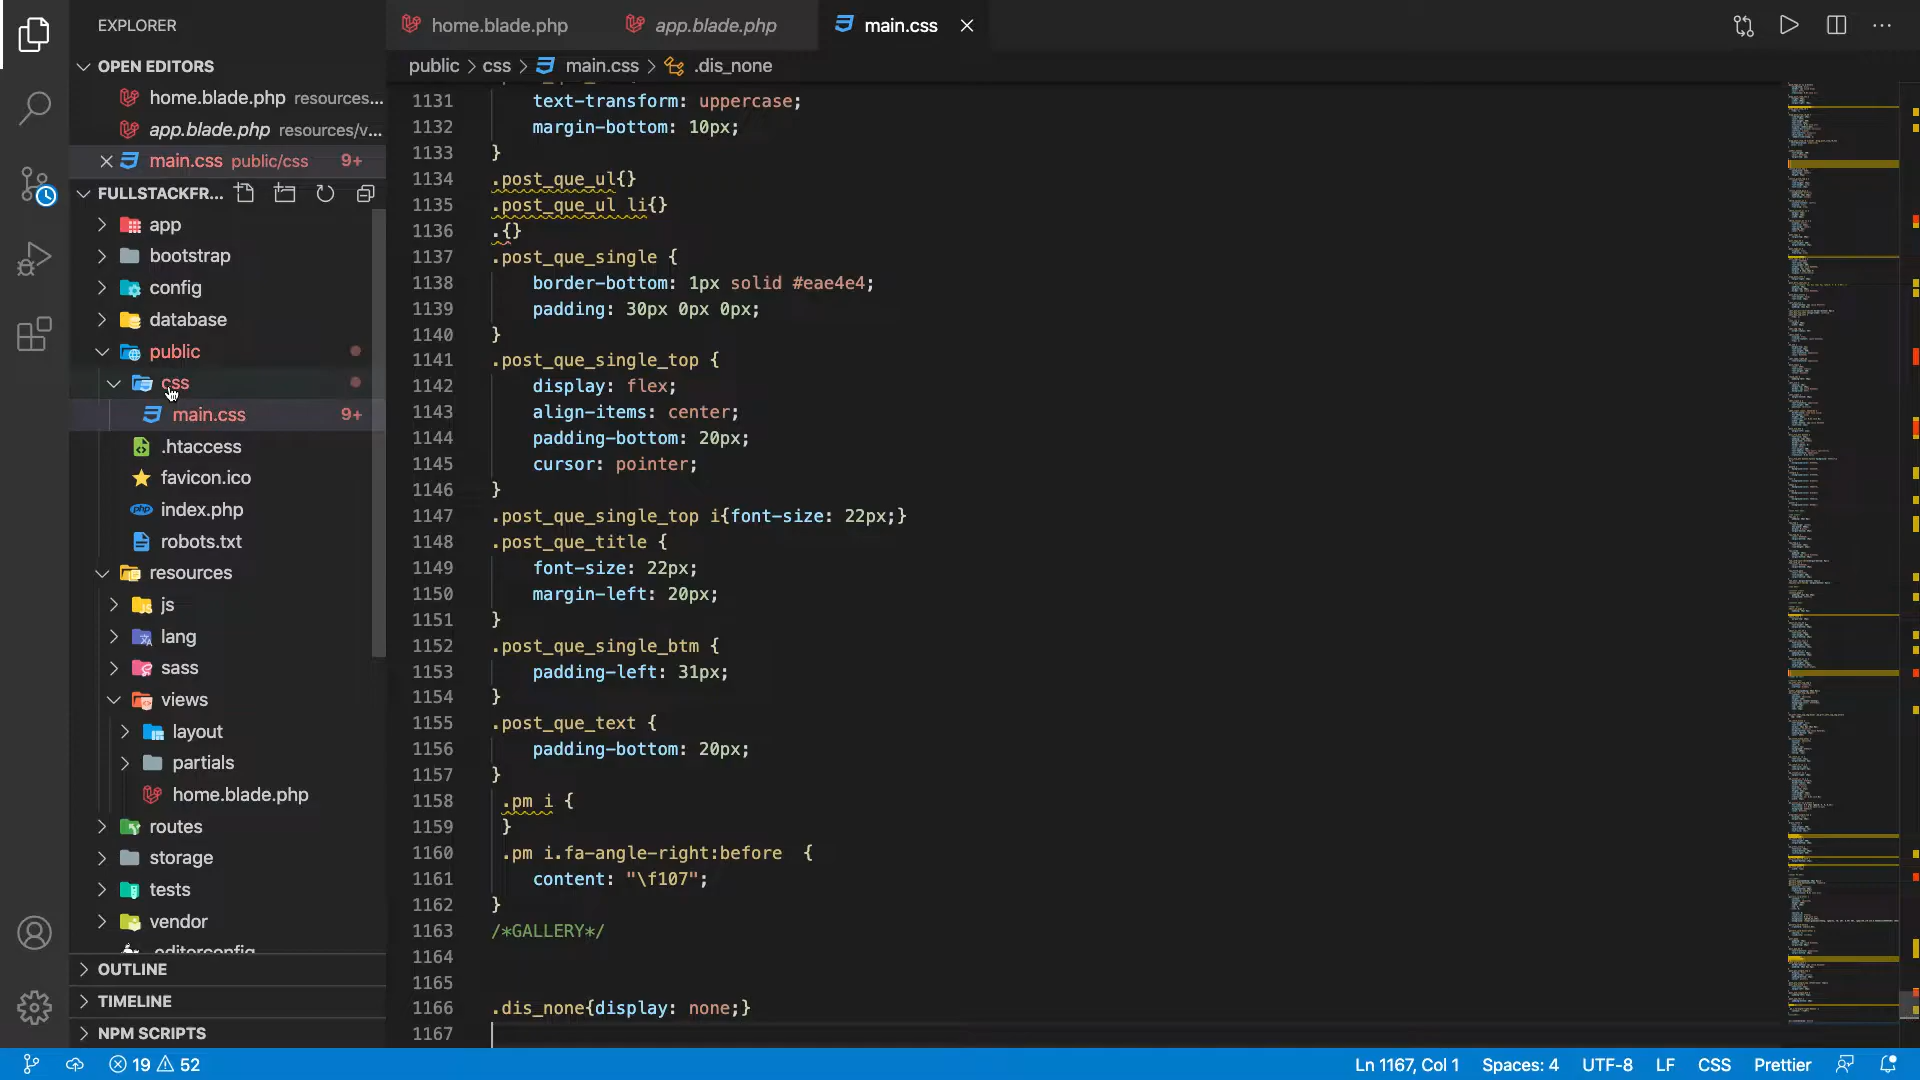 EXPLORER
OPEN EDITORS
home.blade.php resources...
app.blade.php resources/v...
main.css public/css 9+
FULLSTACKFR...
app
bootstrap
config
database
public
css
main.css 9+
.htaccess
favicon.ico
index.php
robots.txt
resources
js
lang
sass
views
layout
partials
home.blade.php
routes
storage
tests
vendor
.editorconfig
OUTLINE
TIMELINE
NPM SCRIPTS
home.blade.php app.blade.php main.css
public > css > main.css > .dis_none
1131 text-transform: uppercase;
1132 margin-bottom: 10px;
1133 }
1134 .post_que_ul{}
1135 .post_que_ul li{}
1136 .{}
1137 .post_que_single {
1138 border-bottom: 1px solid #eae4e4;
1139 padding: 30px 0px 0px;
1140 }
1141 .post_que_single_top {
1142 display: flex;
1143 align-items: center;
1144 padding-bottom: 20px;
1145 cursor: pointer;
1146 }
1147 .post_que_single_top i{font-size: 22px;}
1148 .post_que_title {
1149 font-size: 22px;
1150 margin-left: 20px;
1151 }
1152 .post_que_single_btm {
1153 padding-left: 31px;
1154 }
1155 .post_que_text {
1156 padding-bottom: 20px;
1157 }
1158 .pm i {
1159 }
1160 .pm i.fa-angle-right:before  {
1161 content: "\f107";
1162 }
1163 /*GALLERY*/
1164
1165
1166 .dis_none{display: none;}
1167
19 52
Ln 1167, Col 1 Spaces: 4 UTF-8 LF CSS Prettier